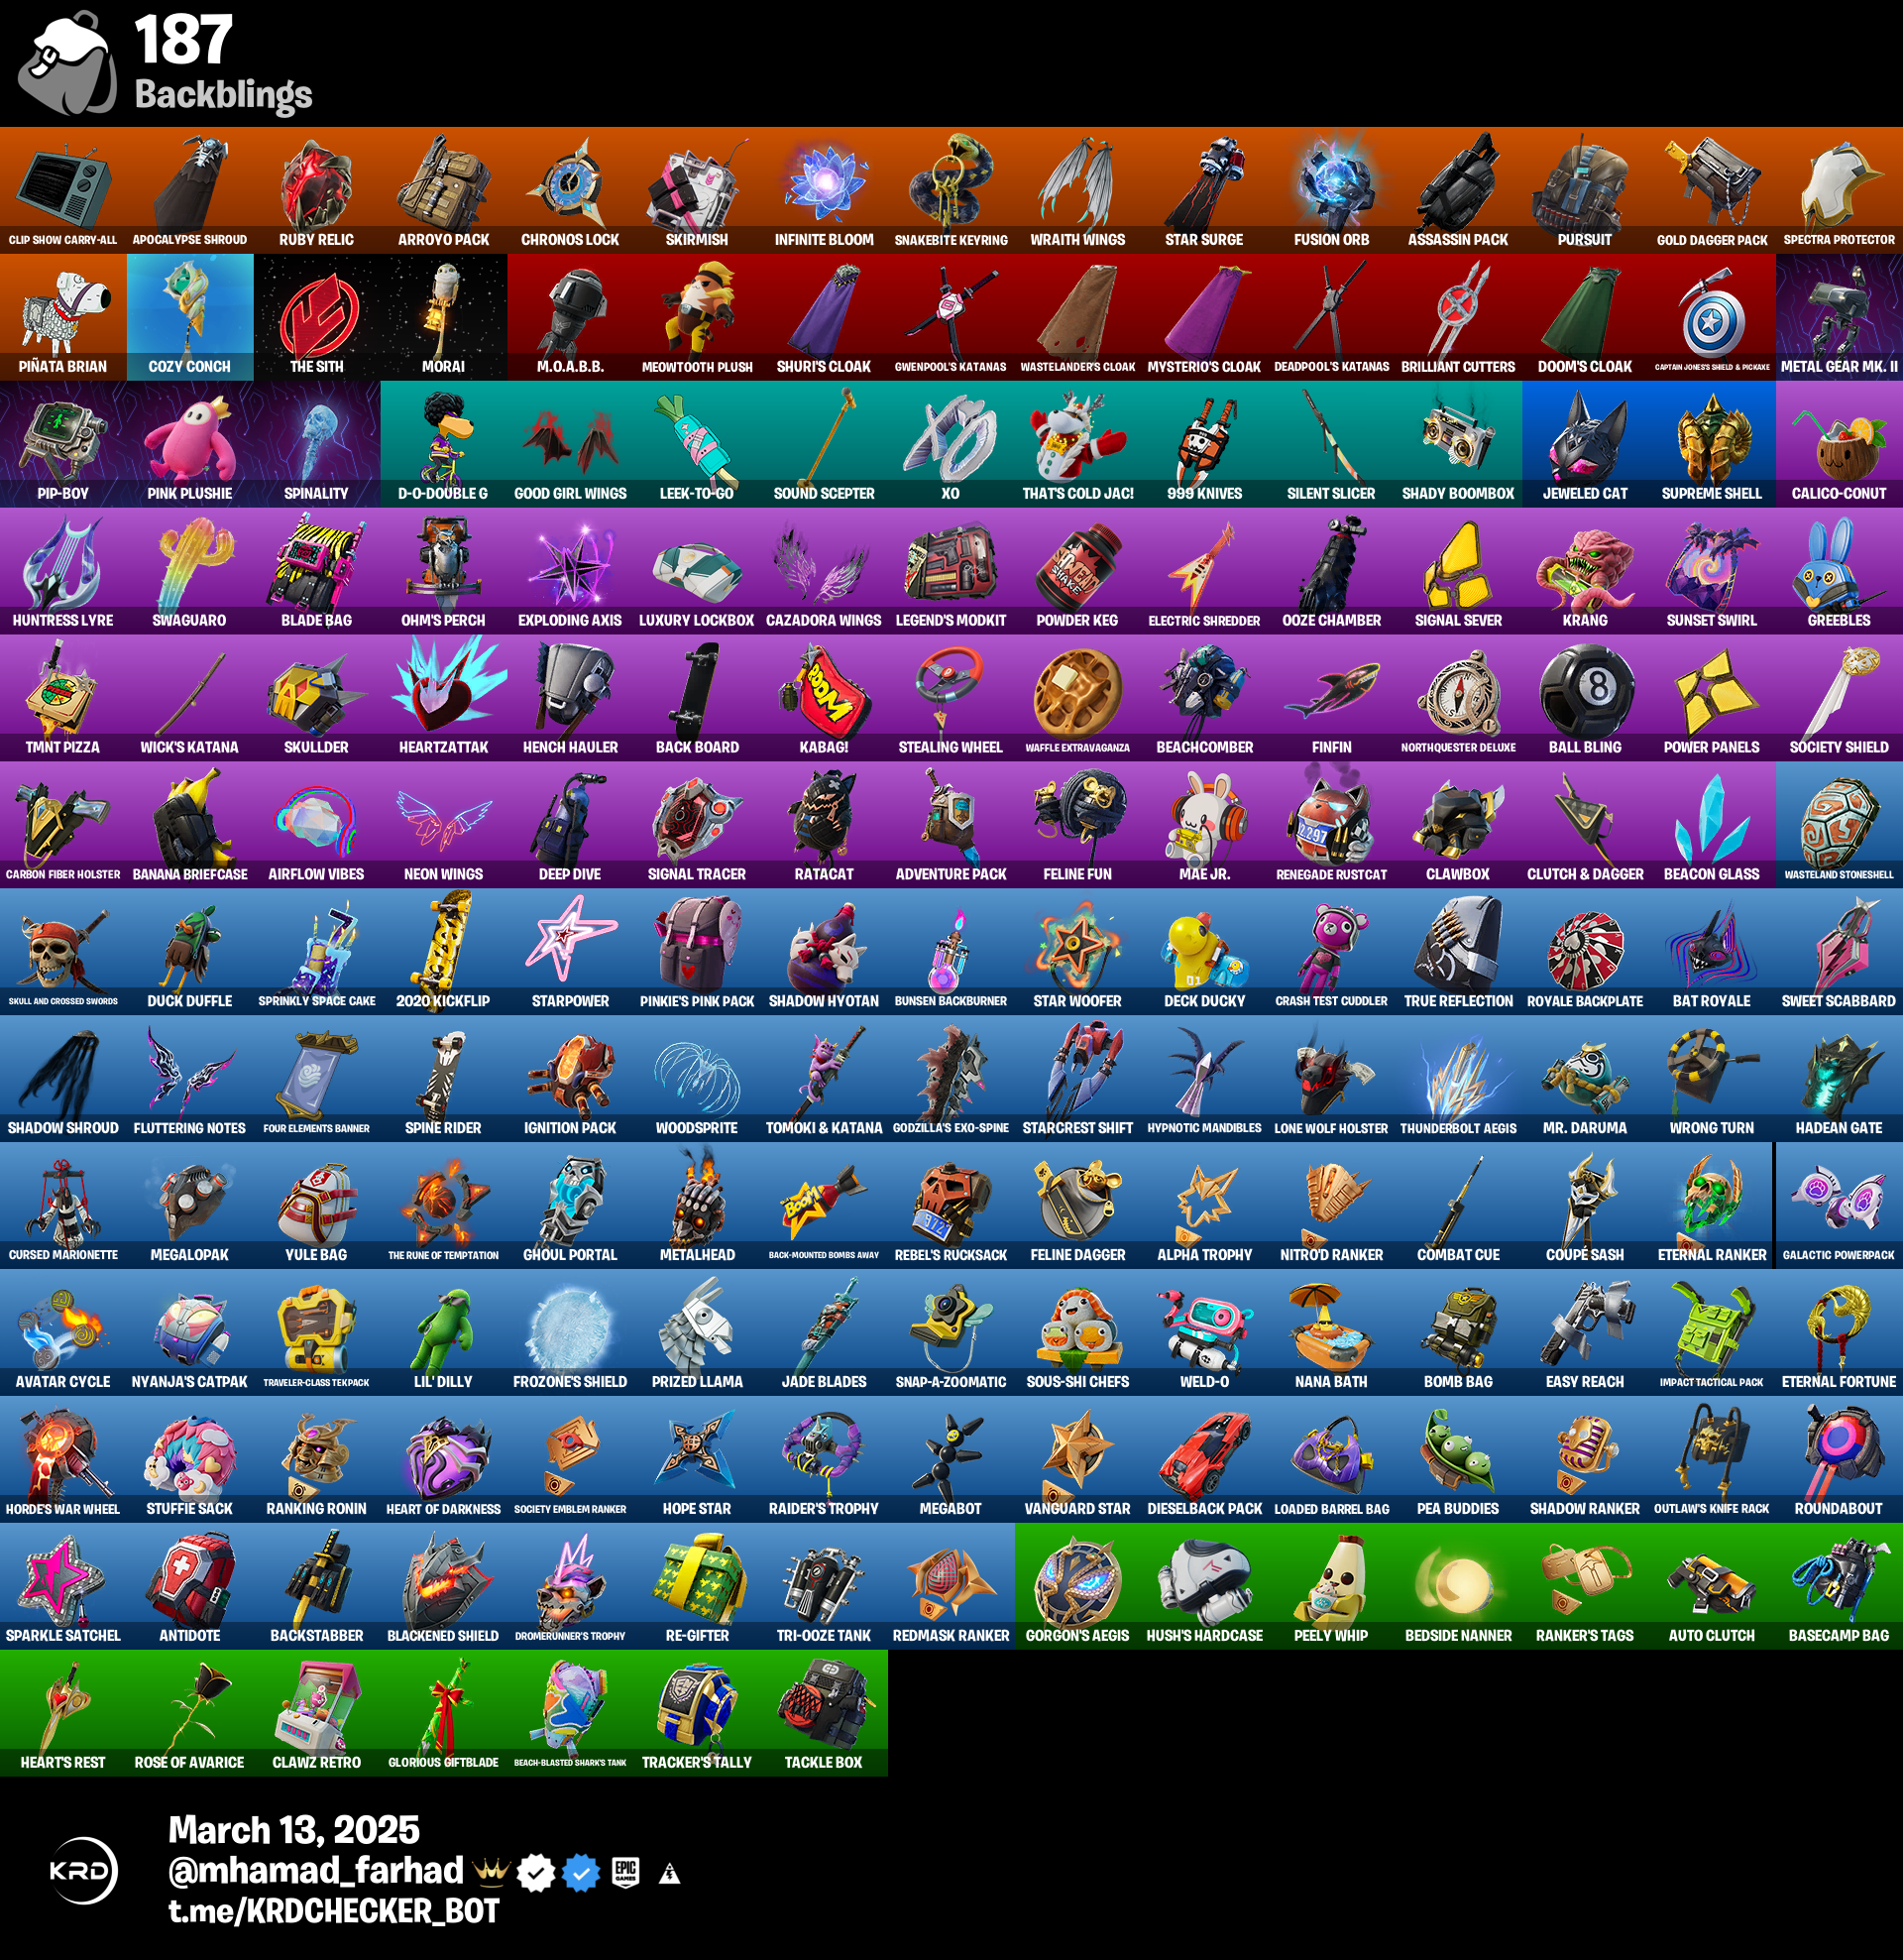 187
Backblings
CLIP SHOW CARRY-ALL APOCALYPSE SHROUD RUBY RELIC ARROYO PACK CHRONOS LOCK SKIRMISH INFINITE BLOOM SNAKEBITE KEYRING WRAITH WINGS STAR SURGE FUSION ORB ASSASSIN PACK PURSUIT GOLD DAGGER PACK SPECTRA PROTECTOR
PIÑATA BRIAN COZY CONCH THE SITH MORAI M.O.A.B.B. MEOWTOOTH PLUSH SHURI'S CLOAK GWENPOOL'S KATANAS WASTELANDER'S CLOAK MYSTERIO'S CLOAK DEADPOOL'S KATANAS BRILLIANT CUTTERS DOOM'S CLOAK CAPTAIN JONES'S SHIELD & PICKAXE METAL GEAR MK. II
PIP-BOY PINK PLUSHIE SPINALITY D-O-DOUBLE G GOOD GIRL WINGS LEEK-TO-GO SOUND SCEPTER XO THAT'S COLD JAC! 999 KNIVES SILENT SLICER SHADY BOOMBOX JEWELED CAT SUPREME SHELL CALICO-CONUT
HUNTRESS LYRE SWAGUARO BLADE BAG OHM'S PERCH EXPLODING AXIS LUXURY LOCKBOX CAZADORA WINGS LEGEND'S MODKIT POWDER KEG ELECTRIC SHREDDER OOZE CHAMBER SIGNAL SEVER KRANG SUNSET SWIRL GREEBLES
TMNT PIZZA WICK'S KATANA SKULLDER HEARTZATTAK HENCH HAULER BACK BOARD KABAG! STEALING WHEEL WAFFLE EXTRAVAGANZA BEACHCOMBER FINFIN NORTHQUESTER DELUXE BALL BLING POWER PANELS SOCIETY SHIELD
CARBON FIBER HOLSTER BANANA BRIEFCASE AIRFLOW VIBES NEON WINGS DEEP DIVE SIGNAL TRACER RATACAT ADVENTURE PACK FELINE FUN MAE JR. RENEGADE RUSTCAT CLAWBOX CLUTCH & DAGGER BEACON GLASS WASTELAND STONESHELL
SKULL AND CROSSED SWORDS DUCK DUFFLE SPRINKLY SPACE CAKE 2020 KICKFLIP STARPOWER PINKIE'S PINK PACK SHADOW HYOTAN BUNSEN BACKBURNER STAR WOOFER DECK DUCKY CRASH TEST CUDDLER TRUE REFLECTION ROYALE BACKPLATE BAT ROYALE SWEET SCABBARD
SHADOW SHROUD FLUTTERING NOTES FOUR ELEMENTS BANNER SPINE RIDER IGNITION PACK WOODSPRITE TOMOKI & KATANA GODZILLA'S EXO-SPINE STARCREST SHIFT HYPNOTIC MANDIBLES LONE WOLF HOLSTER THUNDERBOLT AEGIS MR. DARUMA WRONG TURN HADEAN GATE
CURSED MARIONETTE MEGALOPAK YULE BAG THE RUNE OF TEMPTATION GHOUL PORTAL METALHEAD BACK-MOUNTED BOMBS AWAY REBEL'S RUCKSACK FELINE DAGGER ALPHA TROPHY NITRO'D RANKER COMBAT CUE COUPÉ SASH ETERNAL RANKER GALACTIC POWERPACK
AVATAR CYCLE NYANJA'S CATPAK TRAVELER-CLASS TEKPACK LIL' DILLY FROZONE'S SHIELD PRIZED LLAMA JADE BLADES SNAP-A-ZOOMATIC SOUS-SHI CHEFS WELD-O NANA BATH BOMB BAG EASY REACH IMPACT TACTICAL PACK ETERNAL FORTUNE
HORDE'S WAR WHEEL STUFFIE SACK RANKING RONIN HEART OF DARKNESS SOCIETY EMBLEM RANKER HOPE STAR RAIDER'S TROPHY MEGABOT VANGUARD STAR DIESELBACK PACK LOADED BARREL BAG PEA BUDDIES SHADOW RANKER OUTLAW'S KNIFE RACK ROUNDABOUT
SPARKLE SATCHEL ANTIDOTE BACKSTABBER BLACKENED SHIELD DROMERUNNER'S TROPHY RE-GIFTER TRI-OOZE TANK REDMASK RANKER GORGON'S AEGIS HUSH'S HARDCASE PEELY WHIP BEDSIDE NANNER RANKER'S TAGS AUTO CLUTCH BASECAMP BAG
HEART'S REST ROSE OF AVARICE CLAWZ RETRO GLORIOUS GIFTBLADE BEACH-BLASTED SHARK'S TANK TRACKER'S TALLY TACKLE BOX
March 13, 2025
KRD
@mhamad_farhad EPIC GAMES
t.me/KRDCHECKER_BOT